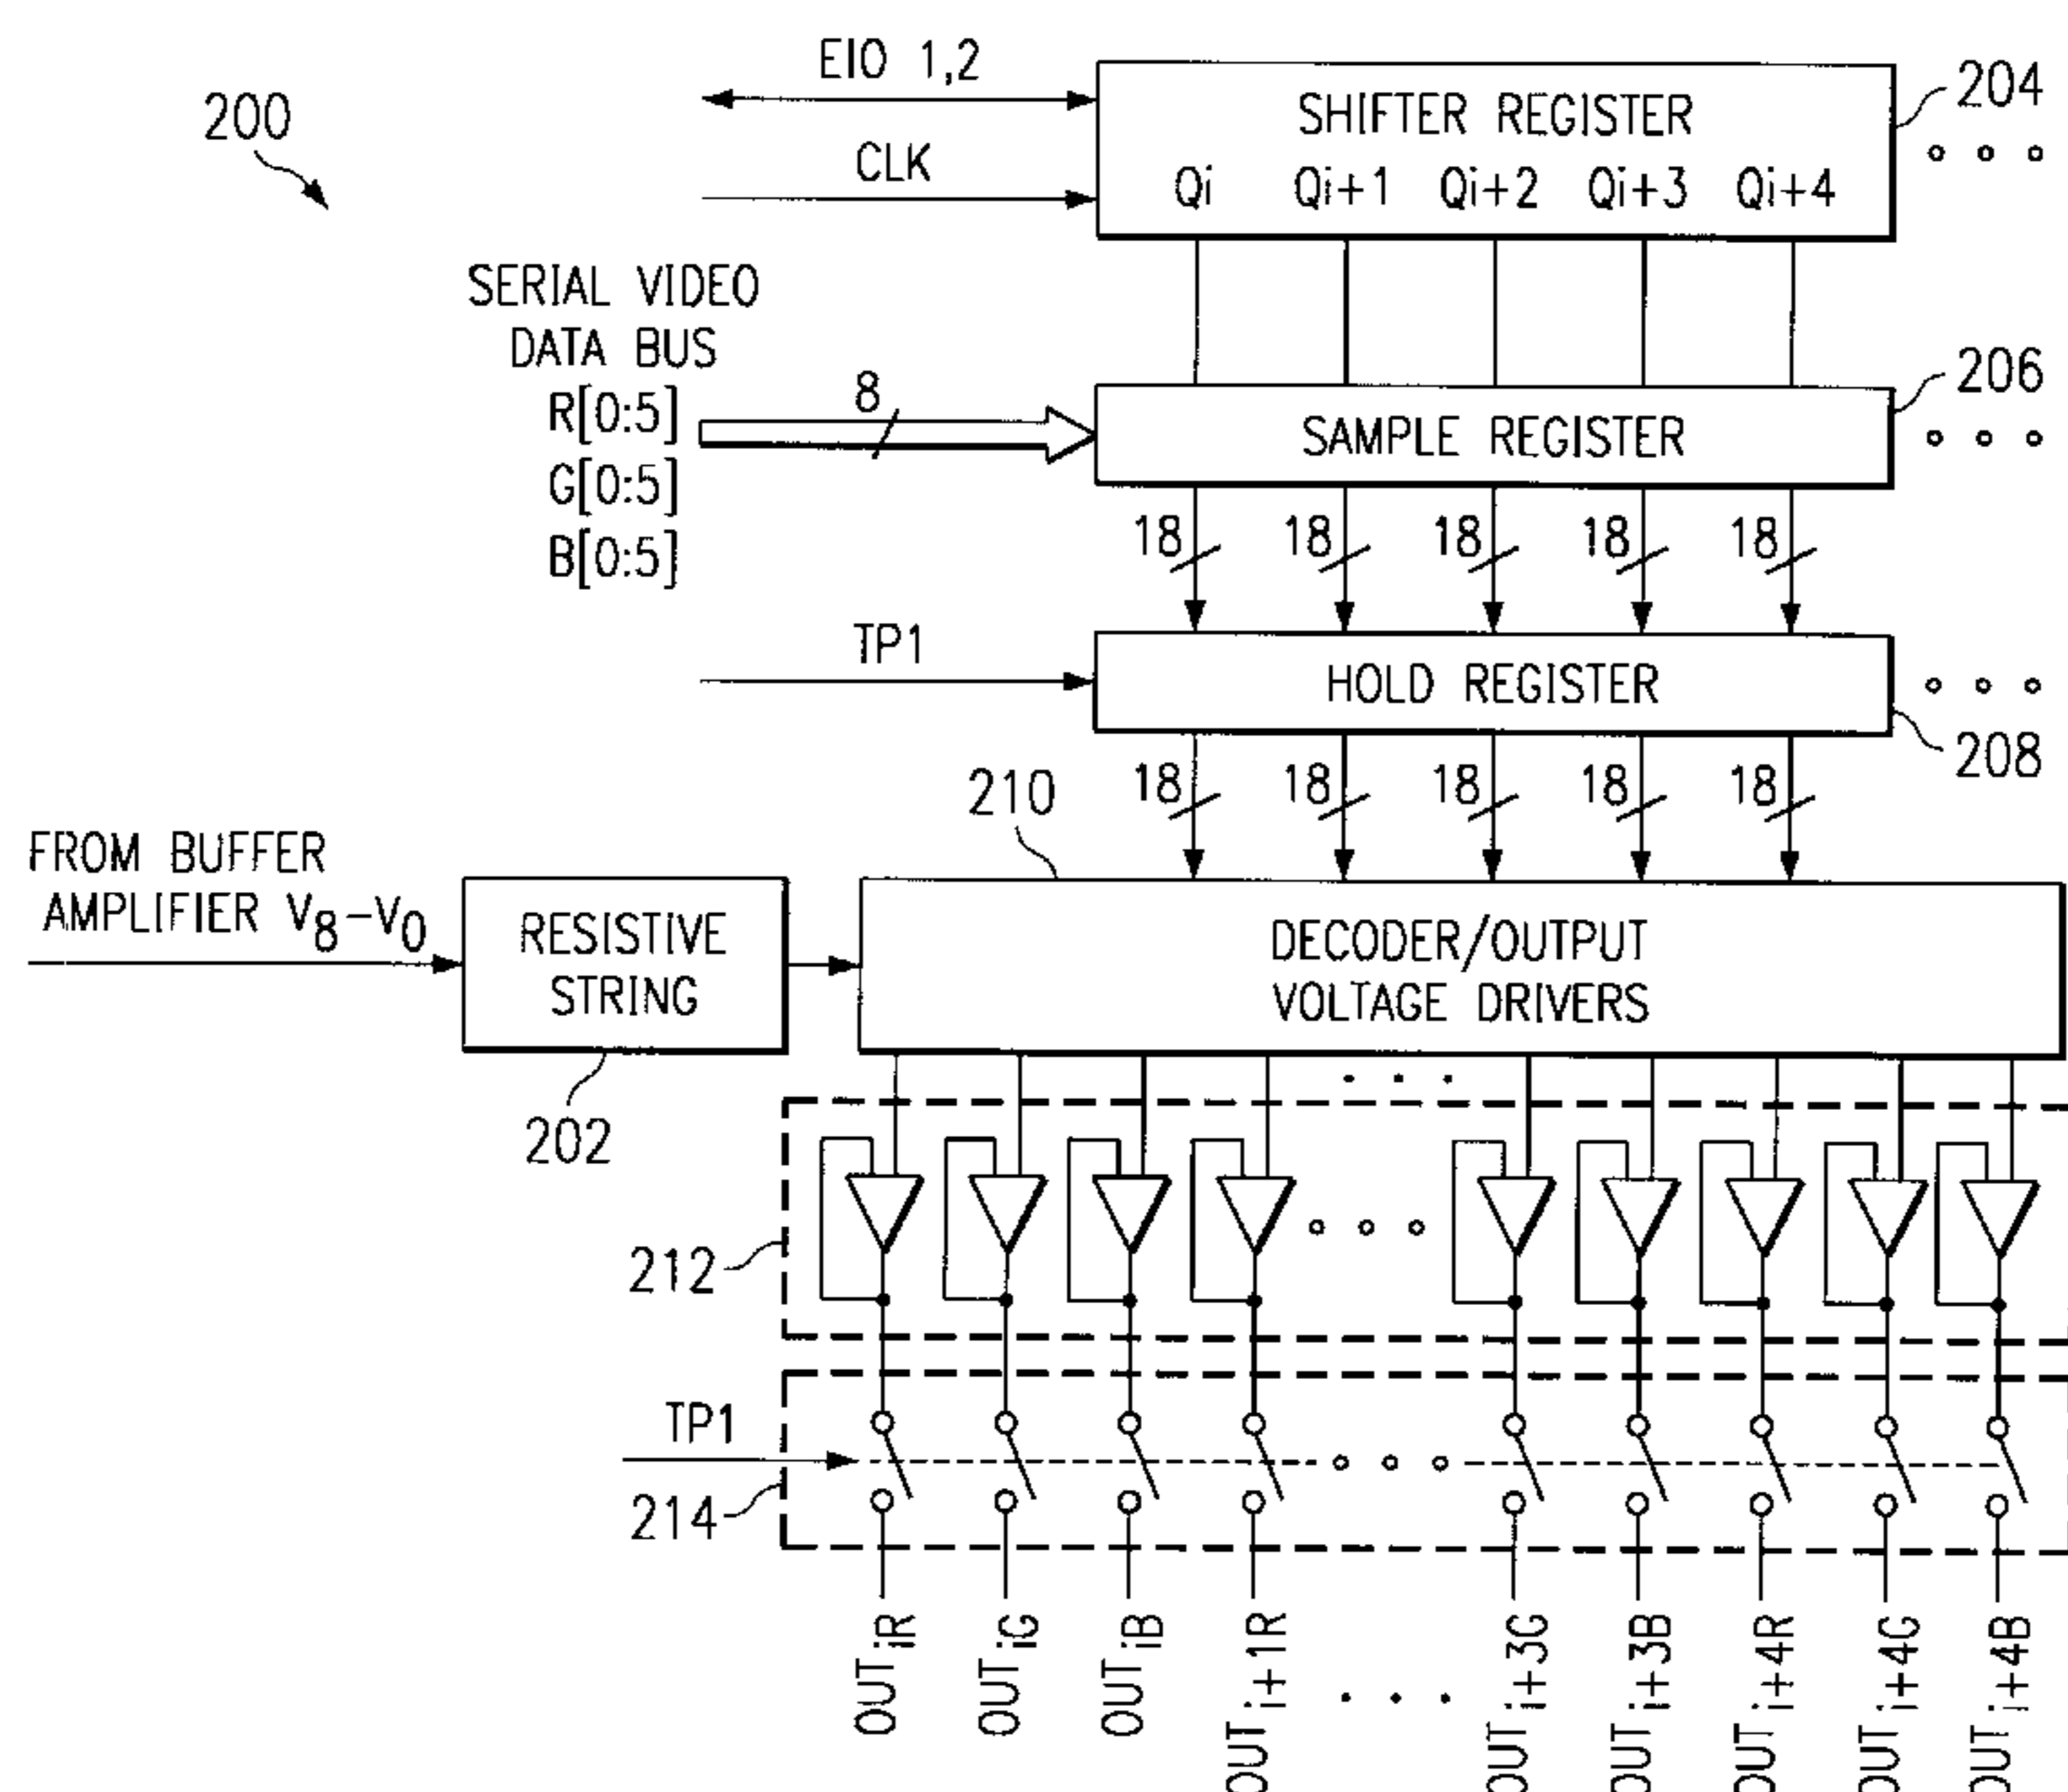 200
EIO 1,2
CLK
SHIFTER REGISTER
Qi Qi+1 Qi+2 Qi+3 Qi+4
204
SERIAL VIDEO
DATA BUS
R[0:5]
G[0:5]
B[0:5]
8
SAMPLE REGISTER
206
18 18 18 18 18
TP1
HOLD REGISTER
208
18 18 18 18 18
210
FROM BUFFER
AMPLIFIER V8-V0
RESISTIVE
STRING
202
DECODER/OUTPUT
VOLTAGE DRIVERS
212
TP1
214
OUTiR
OUTiG
OUTiB
OUTi+1R
OUTi+3G
OUTi+3B
OUTi+4R
OUTi+4G
OUTi+4B